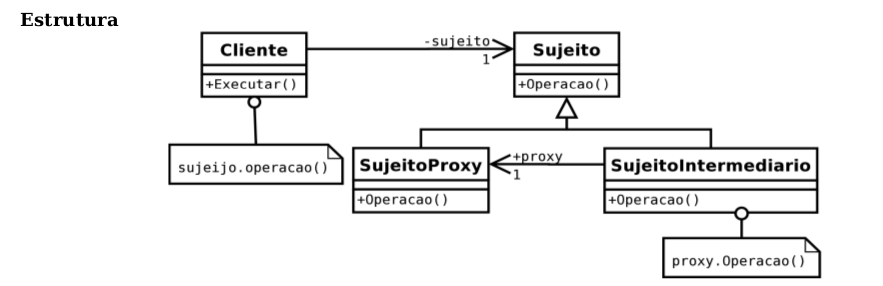 Estrutura
Cliente
+Executar()
sujeijo.operacao()
-sujeito
1
Sujeito
+Operacao()
SujeitoProxy
+Operacao()
+proxy
1
SujeitoIntermediario
+Operacao()
proxy.Operacao()